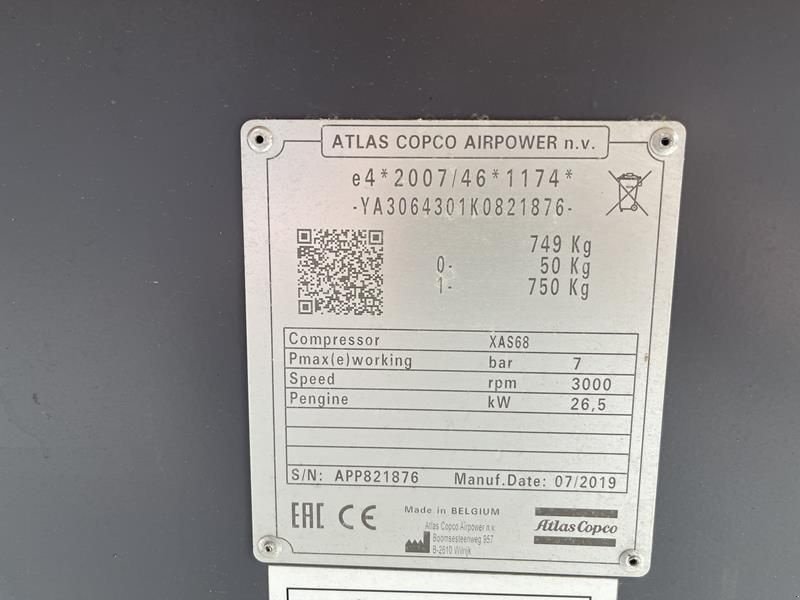 ATLAS COPCO AIRPOWER n.v.
e4*2007/46*1174*
-YA3064301K0821876-
749 Kg
0- 50 Kg
1- 750 Kg
Compressor XAS68
Pmax(e)working bar 7
Speed rpm 3000
Pengine kW 26,5
S/N: APP821876 Manuf.Date: 07/2019
EAC CE Made in BELGIUM
Atlas Copco Airpower n.v.
Boomsesteenweg 957
B-2610 Wilrijk
Atlas Copco